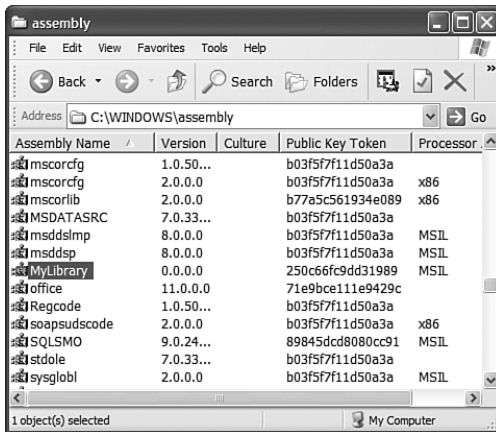 assembly
File Edit View Favorites Tools Help
Back Search Folders »
Address C:\WINDOWS\assembly Go
Assembly Name Version Culture Public Key Token Processor .
mscorcfg 1.0.50... b03f5f7f11d50a3a
mscorcfg 2.0.0.0 b03f5f7f11d50a3a x86
mscorlib 2.0.0.0 b77a5c561934e089 x86
MSDATASRC 7.0.33... b03f5f7f11d50a3a
msddslmp 8.0.0.0 b03f5f7f11d50a3a MSIL
msddsp 8.0.0.0 b03f5f7f11d50a3a MSIL
MyLibrary 0.0.0.0 250c66fc9dd31989 MSIL
office 11.0.0.0 71e9bce111e9429c
Regcode 1.0.50... b03f5f7f11d50a3a
soapsudscode 2.0.0.0 b03f5f7f11d50a3a x86
SQLSMO 9.0.24... 89845dcd8080cc91 MSIL
stdole 7.0.33... b03f5f7f11d50a3a
sysglobl 2.0.0.0 b03f5f7f11d50a3a MSIL
1 object(s) selected My Computer